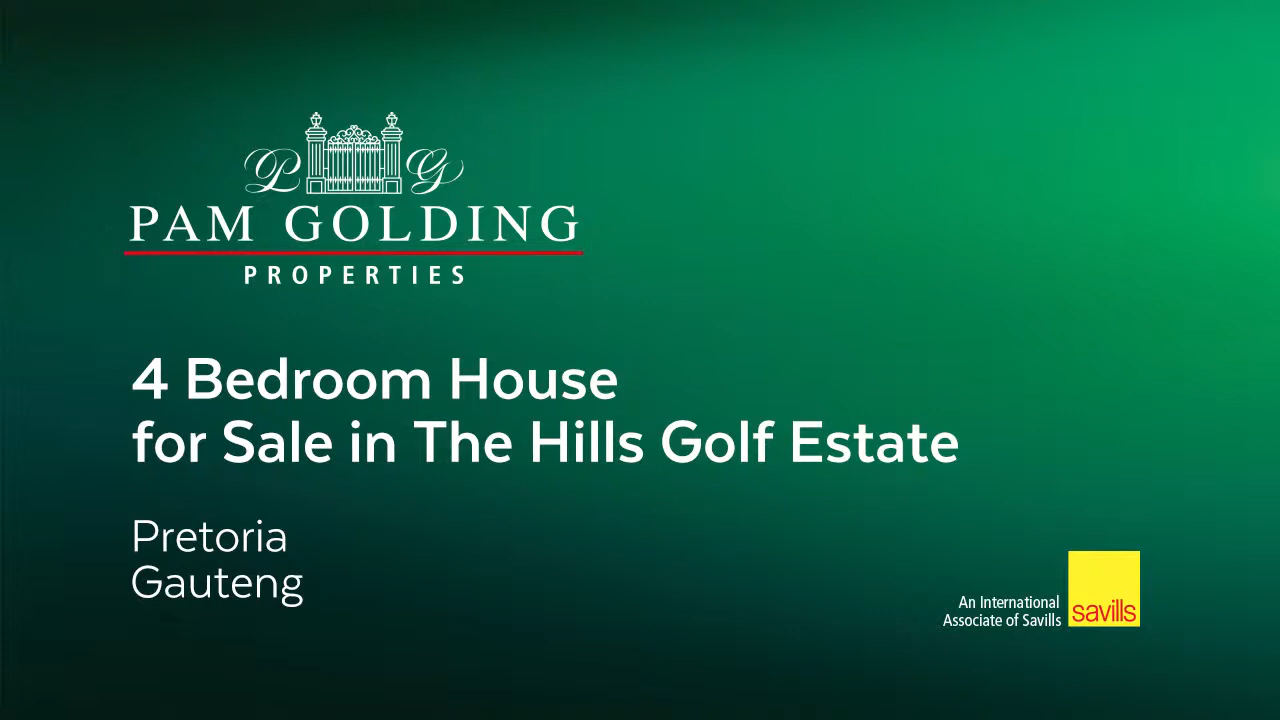 P G
PAM GOLDING
PROPERTIES
4 Bedroom House
for Sale in The Hills Golf Estate
Pretoria
Gauteng
An International
Associate of Savills
savills